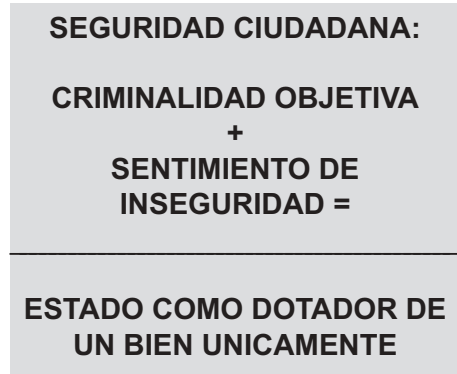 SEGURIDAD CIUDADANA:
CRIMINALIDAD OBJETIVA
+
SENTIMIENTO DE
INSEGURIDAD =
ESTADO COMO DOTADOR DE
UN BIEN UNICAMENTE